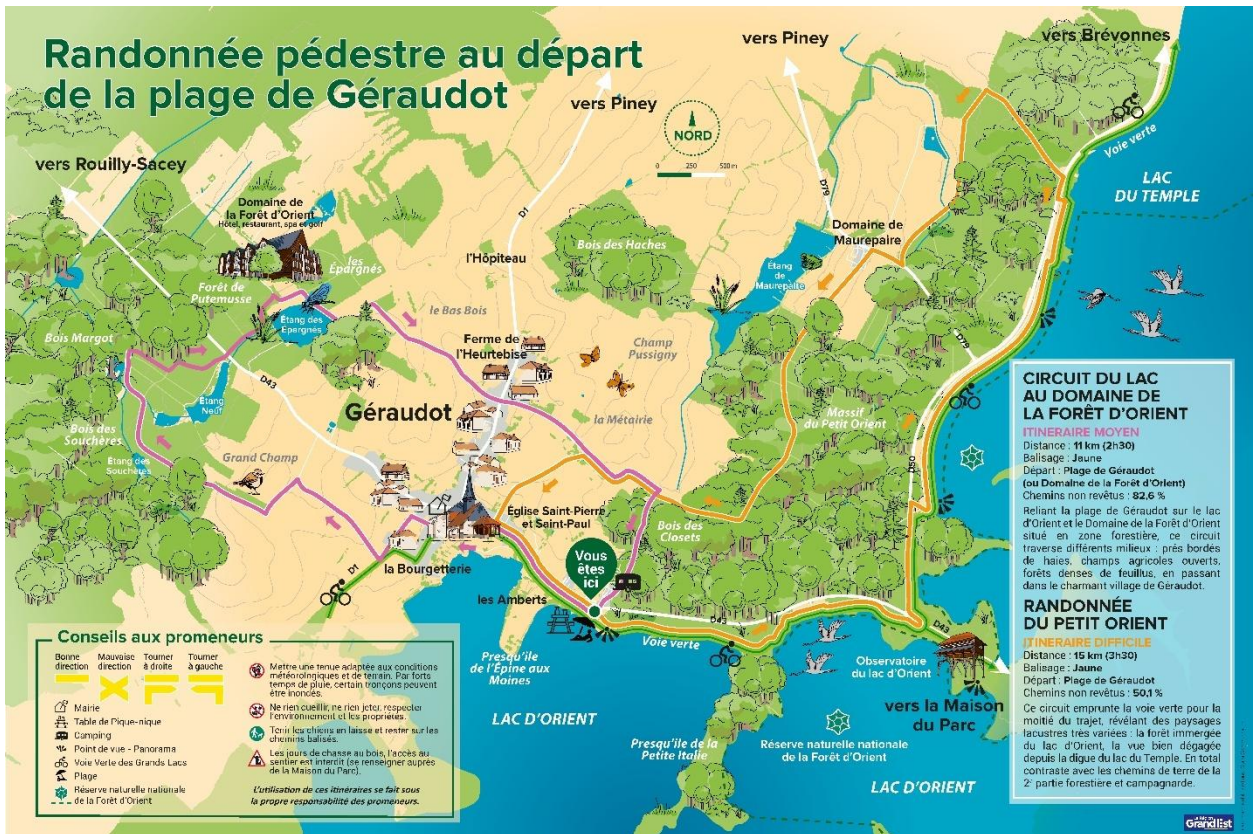 Randonnée pédestre au départ
de la plage de Géraudot
vers Piney
vers Piney
vers Brévonnes
vers Rouilly-Sacey
NORD
0 250 500 m
Voie verte
LAC
DU TEMPLE
Domaine de
la Forêt d'Orient
Hôtel, restaurant, spa et golf
les
Épargnés
Forêt de
Putemusse
Bois Margot
Étang des
Épargnés
Étang
Neuf
D43
Bois des
Souchères
Étang des
Souchères
Grand Champ
D1
l'Hôpiteau
le Bas Bois
Ferme de
l'Heurtebise
Géraudot
Bois des Haches
Champ
Pussigny
la Métairie
D79
Domaine de
Maurepaire
Étang
de
Maurepaire
D79
Massif
du Petit Orient
D50
Église Saint-Pierre
et Saint-Paul
Bois des
Closets
la Bourgetterie
D1
Vous
êtes
ici
les Amberts
Presqu'île
de l'Épine aux
Moines
D43
Voie verte
D43
Observatoire
du lac d'Orient
vers la Maison
du Parc
LAC D'ORIENT
Presqu'île de la
Petite Italie
Réserve naturelle nationale
de la Forêt d'Orient
LAC D'ORIENT
CIRCUIT DU LAC
AU DOMAINE DE
LA FORÊT D'ORIENT
ITINERAIRE MOYEN
Distance : 11 km (2h30)
Balisage : Jaune
Départ : Plage de Géraudot
(ou Domaine de la Forêt d'Orient)
Chemins non revêtus : 82,6 %
Reliant la plage de Géraudot sur le lac
d'Orient et le Domaine de la Forêt d'Orient
situé en zone forestière, ce circuit
traverse différents milieux : prés bordés
de haies, champs agricoles ouverts,
forêts denses de feuillus, en passant
dans le charmant village de Géraudot.
RANDONNÉE
DU PETIT ORIENT
ITINERAIRE DIFFICILE
Distance : 15 km (3h30)
Balisage : Jaune
Départ : Plage de Géraudot
Chemins non revêtus : 50,1 %
Ce circuit emprunte la voie verte pour la
moitié du trajet, révélant des paysages
lacustres très variées : la forêt immergée
du lac d'Orient, la vue bien dégagée
depuis la digue du lac du Temple. En total
contraste avec les chemins de terre de la
2e partie forestière et campagnarde.
Conseils aux promeneurs
Bonne direction
Mauvaise direction
Tourner à droite
Tourner à gauche
Mairie
Table de Pique-nique
Camping
Point de vue - Panorama
Voie Verte des Grands Lacs
Plage
Réserve naturelle nationale
de la Forêt d'Orient
Mettre une tenue adaptée aux conditions
météorologiques et de terrain. Par forts
temps de pluie, certain tronçons peuvent
être inondés.
Ne rien cueillir, ne rien jeter, respecter
l'environnement et les propriétés.
Tenir les chiens en laisse et rester sur les
chemins balisés.
Les jours de chasse au bois, l'accès au
sentier est interdit (se renseigner auprès
de la Maison du Parc).
L'utilisation de ces itinéraires se fait sous
la propre responsabilité des promeneurs.
Grand Est